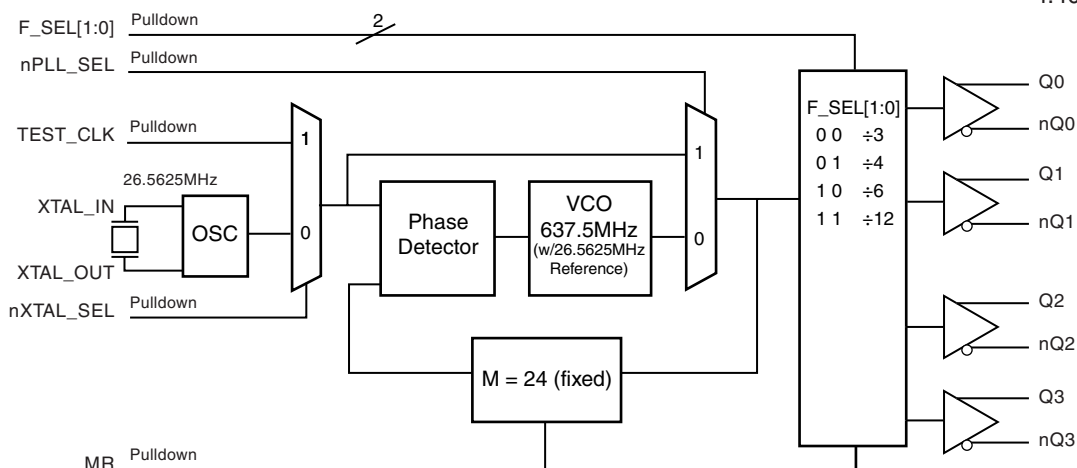 F_SEL[1:0] Pulldown 2
nPLL_SEL Pulldown
TEST_CLK Pulldown
1
0
26.5625MHz
XTAL_IN
OSC
XTAL_OUT
nXTAL_SEL Pulldown
Phase
Detector
VCO
637.5MHz
(w/26.5625MHz
Reference)
1
0
M = 24 (fixed)
MR Pulldown
F_SEL[1:0]
0 0 ÷3
0 1 ÷4
1 0 ÷6
1 1 ÷12
Q0
nQ0
Q1
nQ1
Q2
nQ2
Q3
nQ3